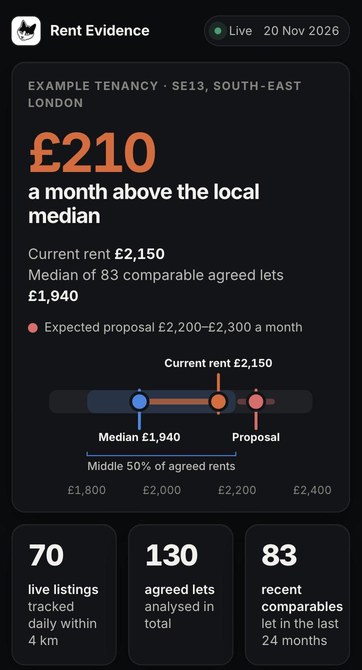 Rent Evidence
Live 20 Nov 2026
EXAMPLE TENANCY · SE13, SOUTH-EAST
LONDON
£210
a month above the local
median
Current rent £2,150
Median of 83 comparable agreed lets
£1,940
Expected proposal £2,200–£2,300 a month
Current rent £2,150
Median £1,940
Proposal
Middle 50% of agreed rents
£1,800
£2,000
£2,200
£2,400
70
live listings
tracked
daily within
4 km
130
agreed lets
analysed in
total
83
recent
comparables
let in the last
24 months